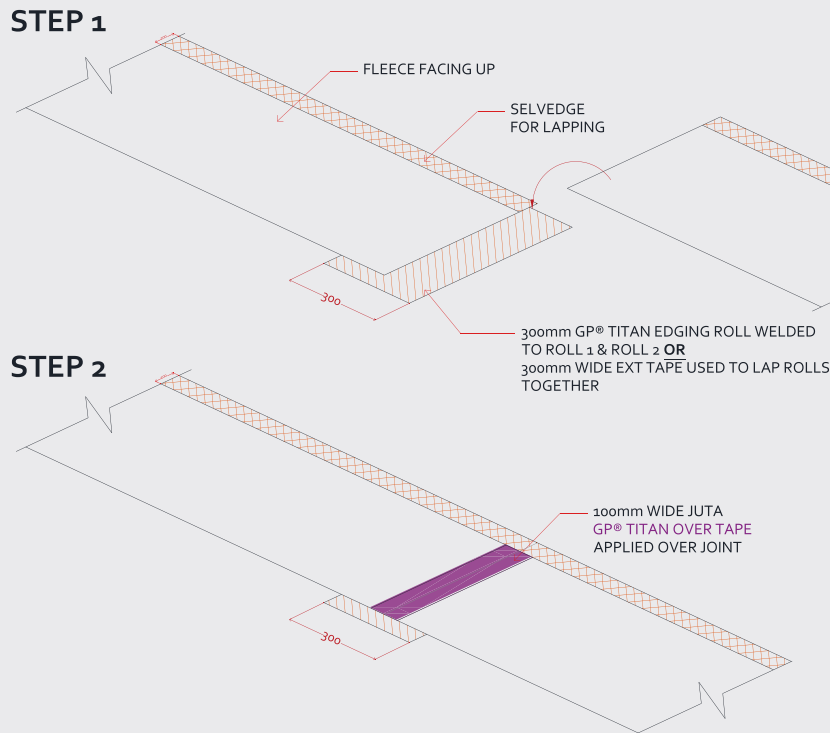 STEP 1
FLEECE FACING UP
SELVEDGE
FOR LAPPING
300
300mm GP® TITAN EDGING ROLL WELDED
TO ROLL 1 & ROLL 2 OR
300mm WIDE EXT TAPE USED TO LAP ROLLS
TOGETHER
STEP 2
100mm WIDE JUTA
GP® TITAN OVER TAPE
APPLIED OVER JOINT
300